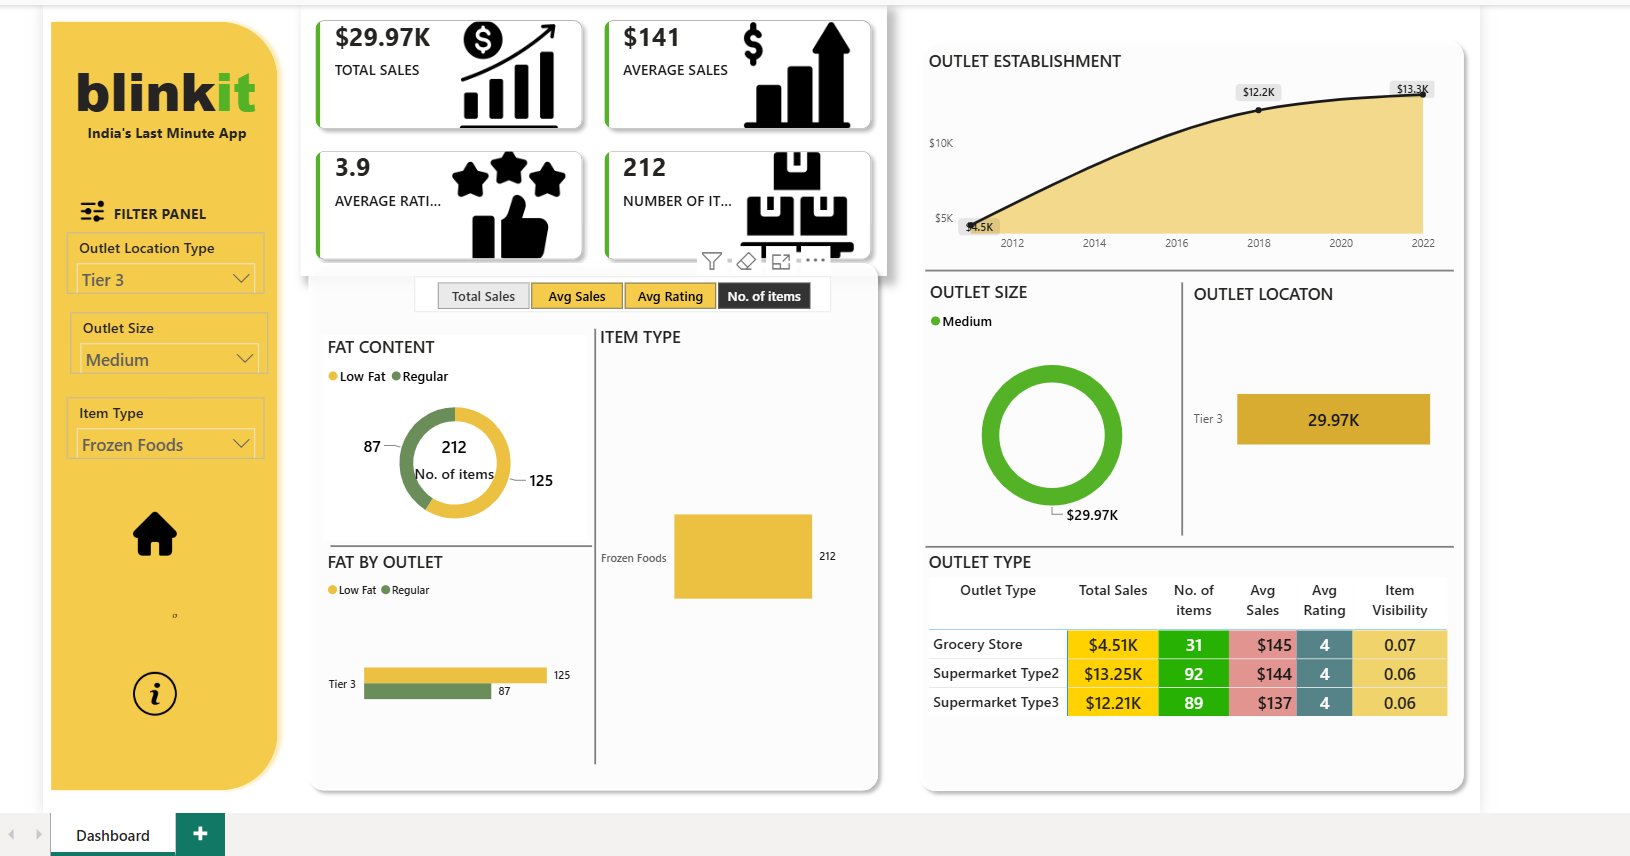 blinkit
India's Last Minute App
FILTER PANEL
Outlet Location Type
Tier 3
Outlet Size
Medium
Item Type
Frozen Foods
$29.97K
TOTAL SALES
$141
AVERAGE SALES
3.9
AVERAGE RATI...
212
NUMBER OF IT...
Total Sales
Avg Sales
Avg Rating
No. of items
FAT CONTENT
Low Fat Regular
87
212
No. of items
125
FAT BY OUTLET
Low Fat Regular
Tier 3
125
87
ITEM TYPE
Frozen Foods
212
OUTLET ESTABLISHMENT
$10K
$5K
$4.5K
$12.2K
$13.3K
2012 2014 2016 2018 2020 2022
OUTLET SIZE
Medium
$29.97K
OUTLET LOCATON
Tier 3
29.97K
OUTLET TYPE
Outlet Type Total Sales No. of items Avg Sales Avg Rating Item Visibility
Grocery Store $4.51K 31 $145 4 0.07
Supermarket Type2 $13.25K 92 $144 4 0.06
Supermarket Type3 $12.21K 89 $137 4 0.06
Dashboard